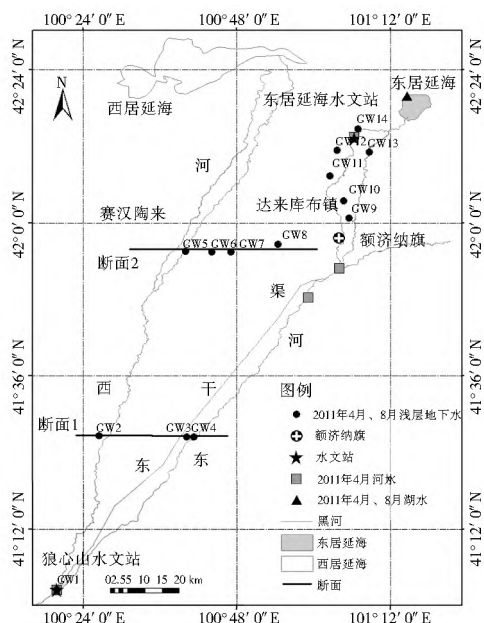 100°24′0″E 100°48′0″E 101°12′0″E
42°24′0″N
42°24′0″N
N
西居延海
东居延海
东居延海水文站
GW14
GW12
GW13
GW11
河
GW10
达来库布镇
GW9
赛汉陶来
42°0′0″N
42°0′0″N
GW8
额济纳旗
GW5 GW6 GW7
断面2
渠
河
41°36′0″N
41°36′0″N
西
干
图例
2011年4月、8月浅层地下水
额济纳旗
断面1
GW2
GW3 GW4
水文站
东
东
2011年4月河水
2011年4月、8月湖水
41°12′0″N
41°12′0″N
黑河
东居延海
狼心山水文站
西居延海
GW1
0 2.5 5 10 15 20 km
断面
100°24′0″E 100°48′0″E 101°12′0″E